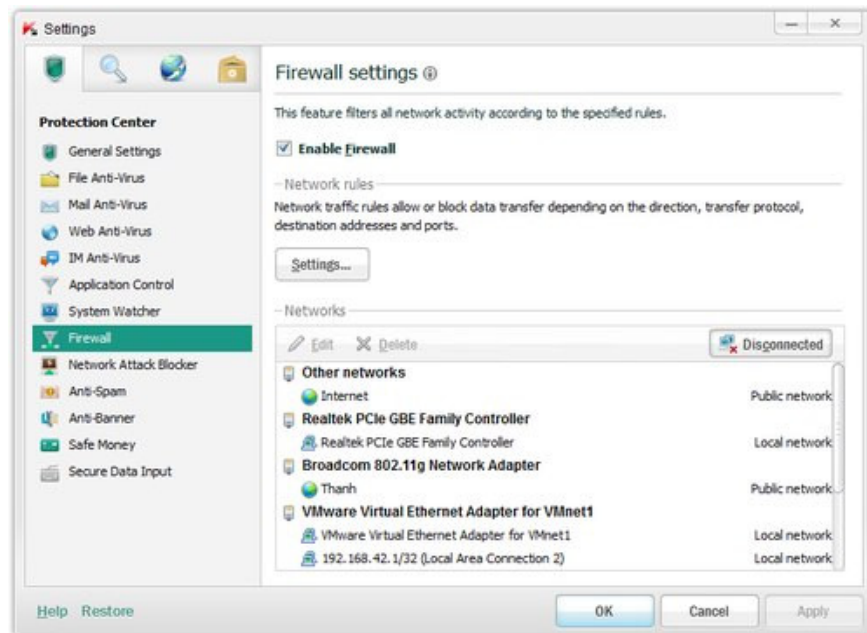 Settings
Protection Center
General Settings
File Anti-Virus
Mail Anti-Virus
Web Anti-Virus
IM Anti-Virus
Application Control
System Watcher
Firewall
Network Attack Blocker
Anti-Spam
Anti-Banner
Safe Money
Secure Data Input
Firewall settings
This feature filters all network activity according to the specified rules.
Enable Firewall
Network rules
Network traffic rules allow or block data transfer depending on the direction, transfer protocol,
destination addresses and ports.
Settings...
Networks
Edit Delete Disconnected
Other networks
Internet Public network
Realtek PCIe GBE Family Controller
Realtek PCIe GBE Family Controller Local network
Broadcom 802.11g Network Adapter
Thanh Public network
VMware Virtual Ethernet Adapter for VMnet1
VMware Virtual Ethernet Adapter for VMnet1 Local network
192.168.42.1/32 (Local Area Connection 2) Local network
Help Restore OK Cancel Apply